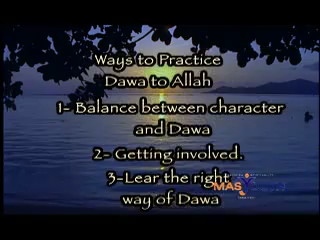 Ways to Practice
Dawa to Allah
1- Balance between character
and Dawa
2- Getting involved.
3-Lear the right
way of Dawa
MAS